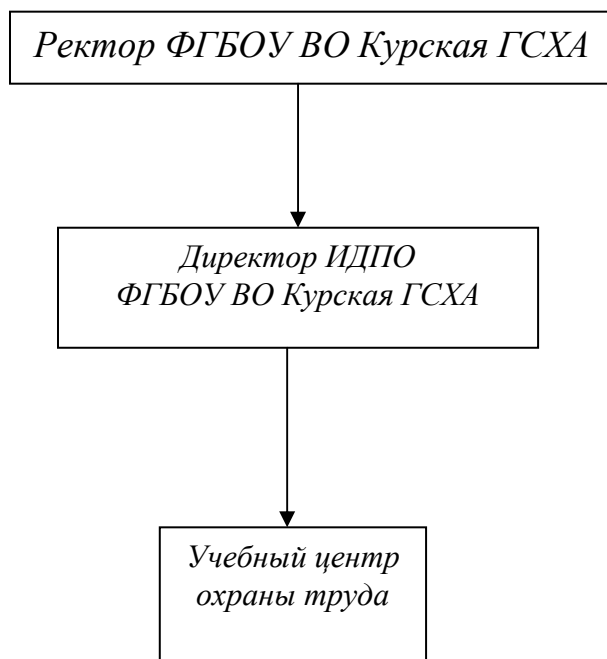 Ректор ФГБОУ ВО Курская ГСХА
Директор ИДПО
ФГБОУ ВО Курская ГСХА
Учебный центр
охраны труда